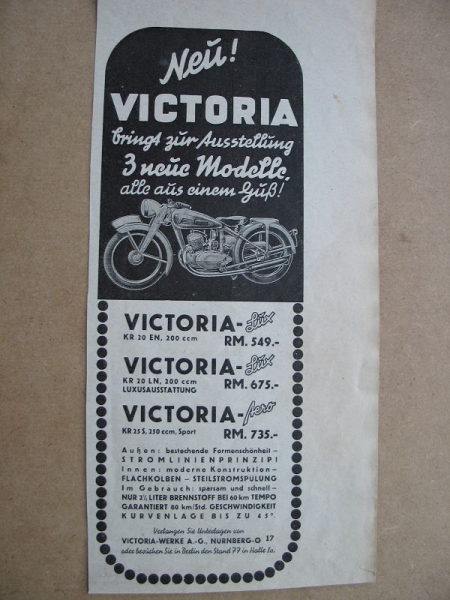 Neu!
VICTORIA
bringt zur Ausstellung
3 neue Modelle,
alle aus einem Guß!
VICTORIA-Lux
KR 20 EN, 200 ccm RM. 549.-
VICTORIA-Lux
KR 20 LN, 200 ccm RM. 675.-
LUXUSAUSSTATTUNG
VICTORIA-Aero
KR 25 S, 250 ccm, Sport RM. 735.-
Außen: bestechende Formenschönheit -
STROMLINIENPRINZIP!
Innen: moderne Konstruktion -
FLACHKOLBEN - STEILSTROMSPÜLUNG
Im Gebrauch: sparsam und schnell -
NUR 2½ LITER BRENNSTOFF BEI 60 km TEMPO
GARANTIERT 80 km/Std. GESCHWINDIGKEIT
KURVENLAGE BIS ZU 45°.
Verlangen Sie Unterlagen von
VICTORIA-WERKE A.-G., NÜRNBERG-O 17
oder beziehen Sie in Berlin den Stand 77 in Halle Ia.